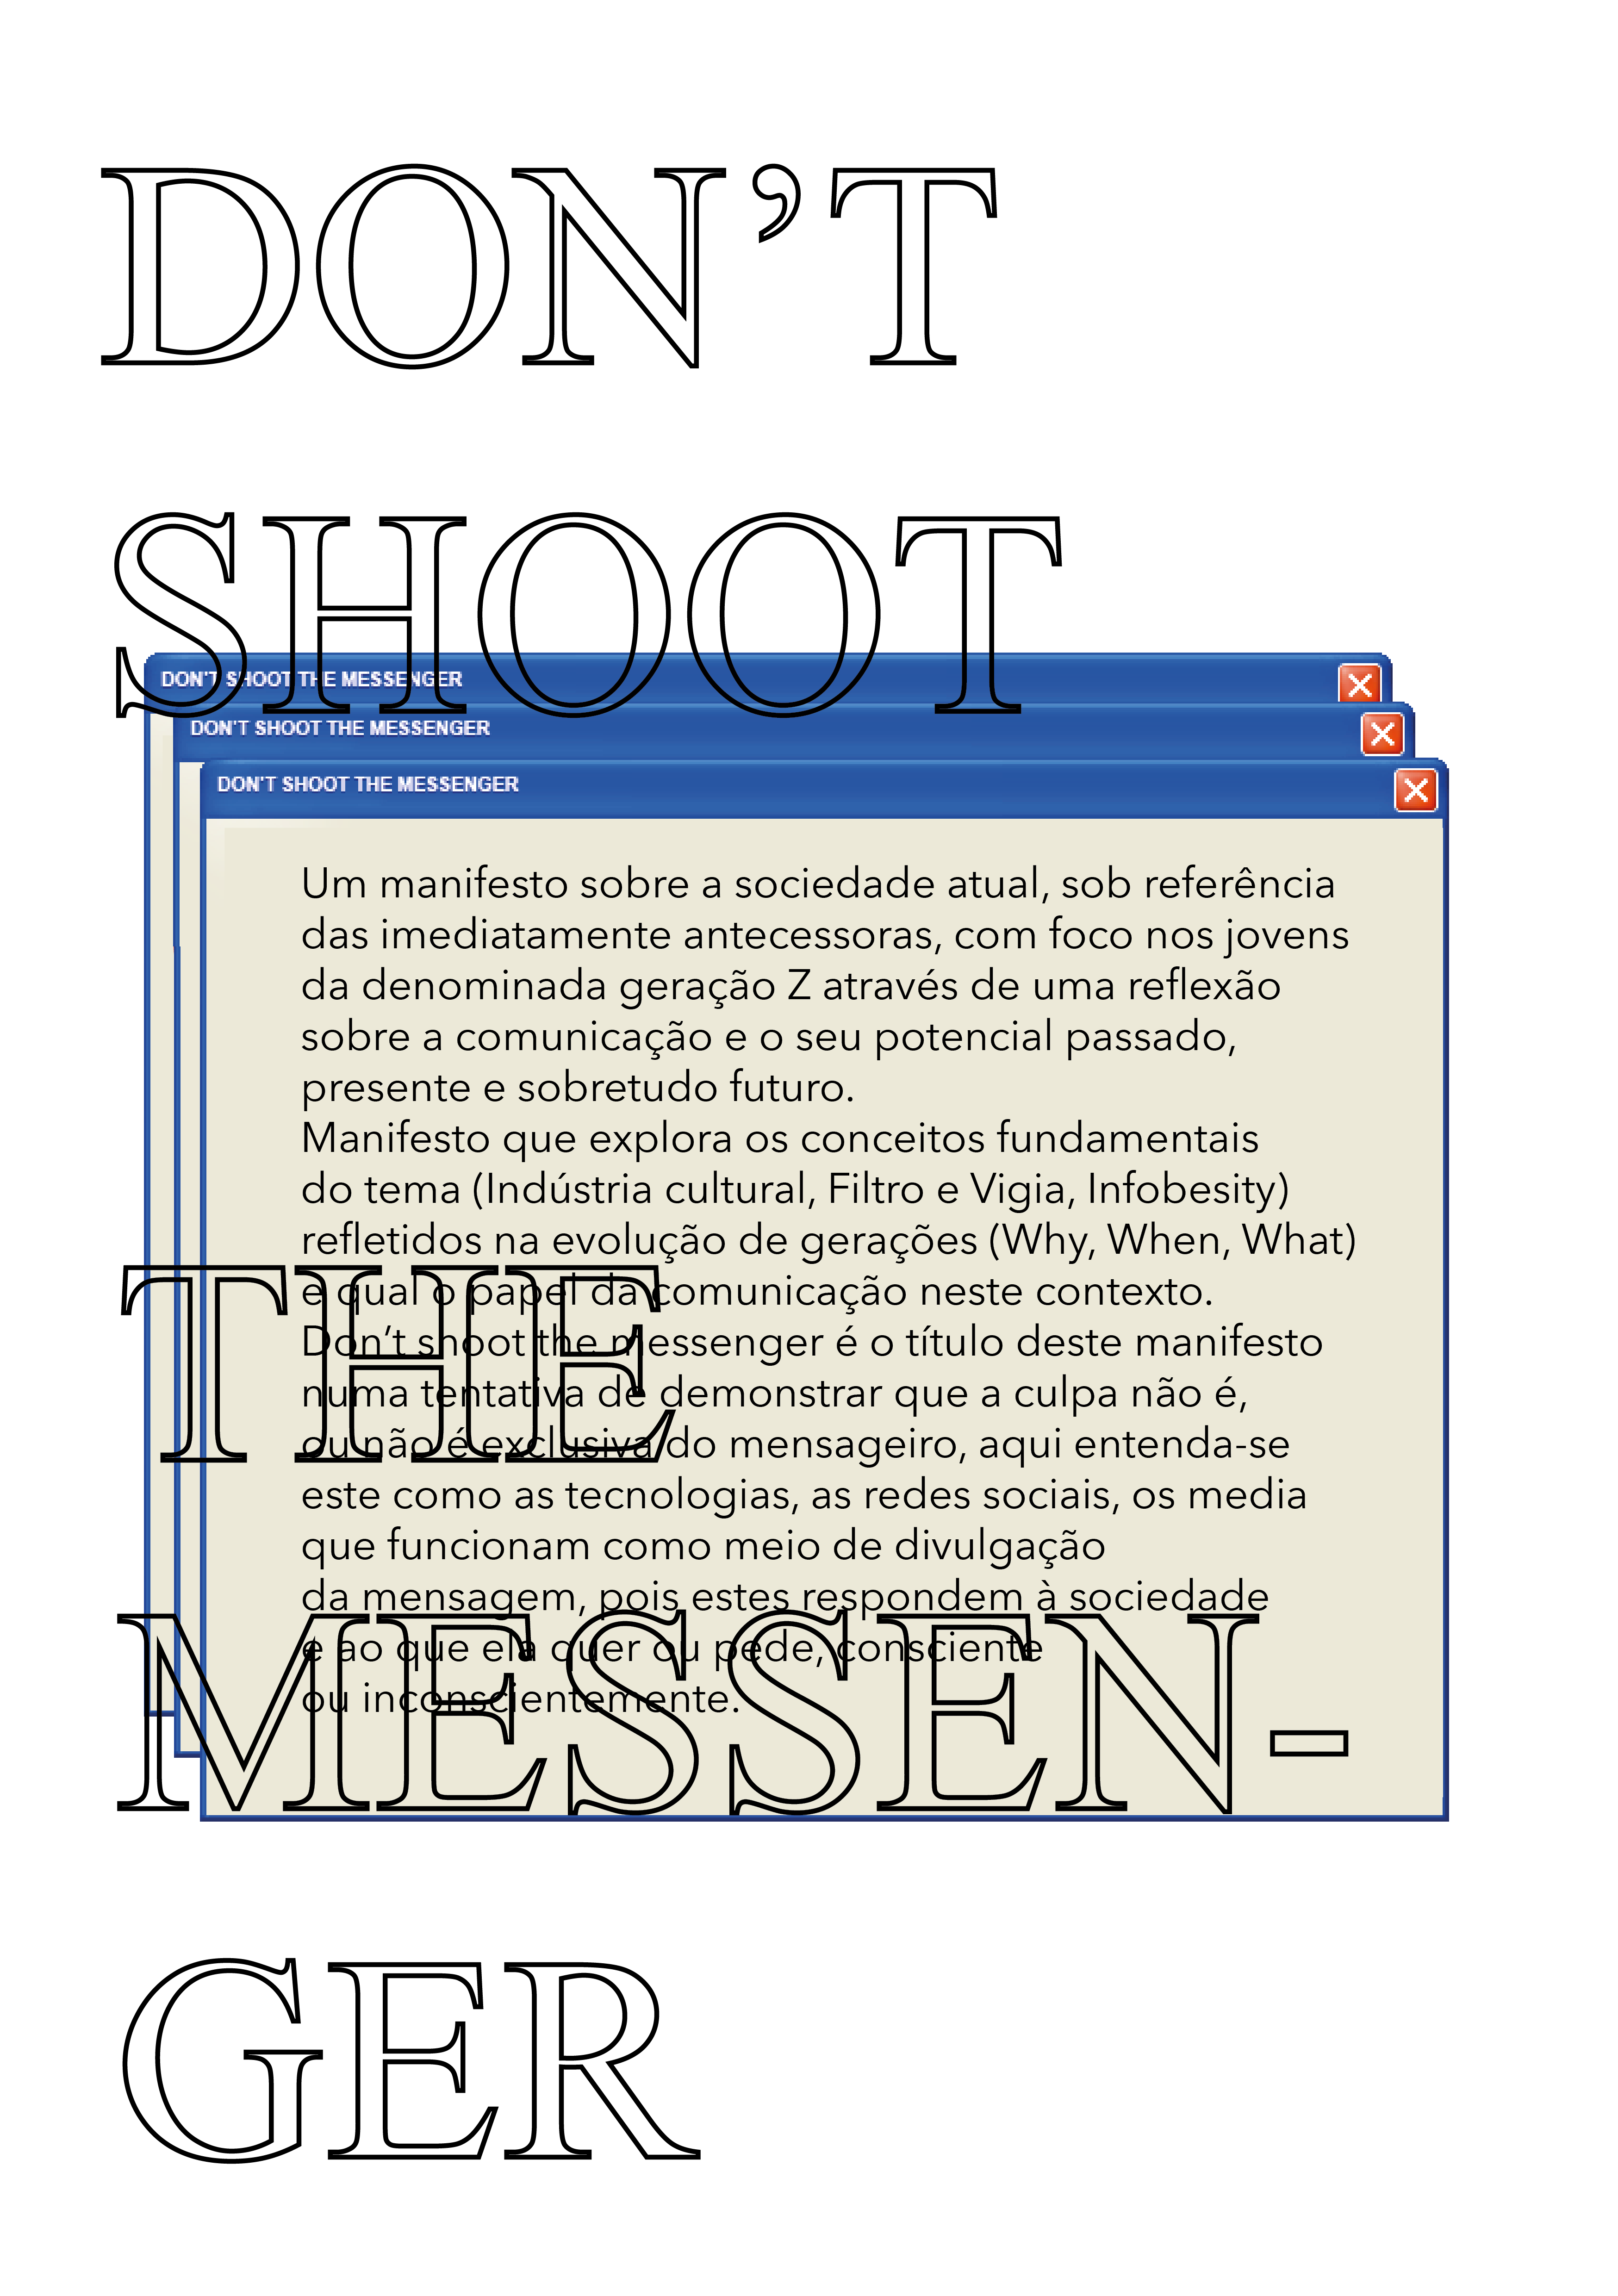 DON’T
SHOOT
DON'T SHOOT THE MESSENGER
DON'T SHOOT THE MESSENGER
DON'T SHOOT THE MESSENGER
Um manifesto sobre a sociedade atual, sob referência
das imediatamente antecessoras, com foco nos jovens
da denominada geração Z através de uma reflexão
sobre a comunicação e o seu potencial passado,
presente e sobretudo futuro.
Manifesto que explora os conceitos fundamentais
do tema (Indústria cultural, Filtro e Vigia, Infobesity)
refletidos na evolução de gerações (Why, When, What)
e qual o papel da comunicação neste contexto.
Don’t shoot the messenger é o título deste manifesto
numa tentativa de demonstrar que a culpa não é,
ou não é exclusiva do mensageiro, aqui entenda-se
este como as tecnologias, as redes sociais, os media
que funcionam como meio de divulgação
da mensagem, pois estes respondem à sociedade
e ao que ela quer ou pede, consciente
ou inconscientemente.
THE
MESSEN-
GER